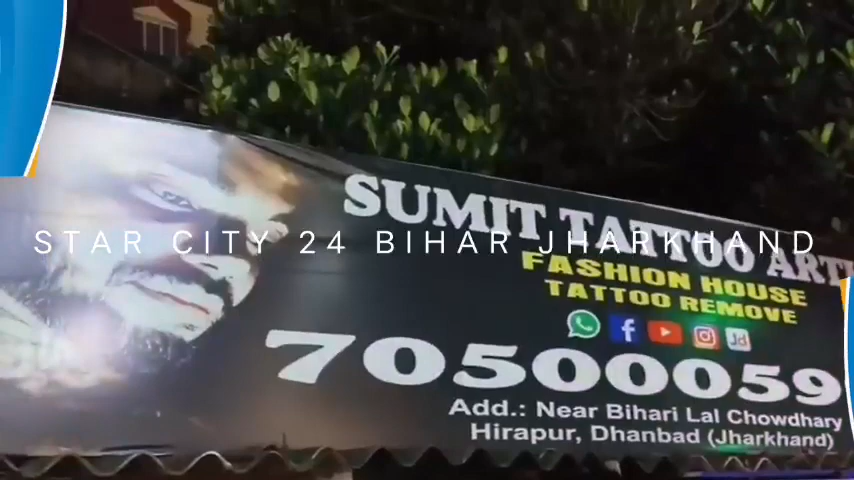 SUMIT TATTOO
STAR CITY 24 BIHAR JHARKHAND
FASHION HOUSE
TATTOO REMOVE
f
Jd
70500059
Add.: Near Bihari Lal Chowdhary
Hirapur, Dhanbad (Jharkhand)